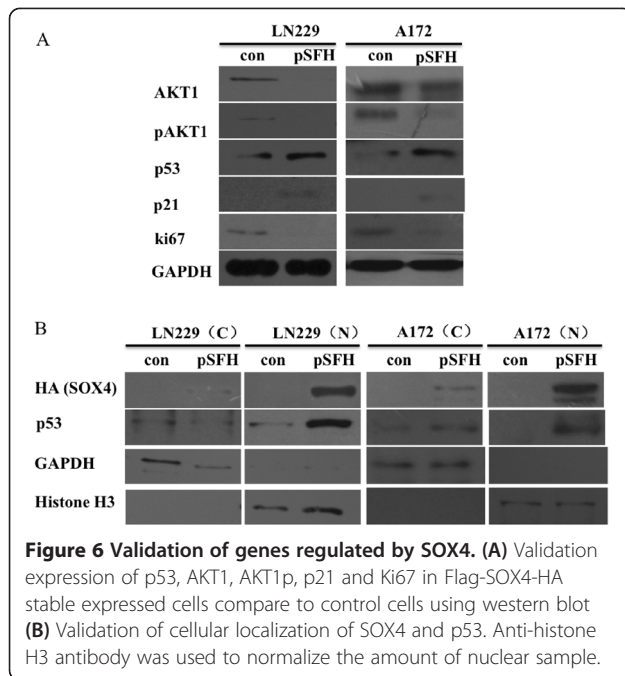 A
LN229 A172
con pSFH con pSFH
AKT1
pAKT1
p53
p21
ki67
GAPDH
B
LN229 (C) LN229 (N) A172 (C) A172 (N)
con pSFH con pSFH con pSFH con pSFH
HA (SOX4)
p53
GAPDH
Histone H3
Figure 6 Validation of genes regulated by SOX4. (A) Validation
expression of p53, AKT1, AKT1p, p21 and Ki67 in Flag-SOX4-HA
stable expressed cells compare to control cells using western blot
(B) Validation of cellular localization of SOX4 and p53. Anti-histone
H3 antibody was used to normalize the amount of nuclear sample.